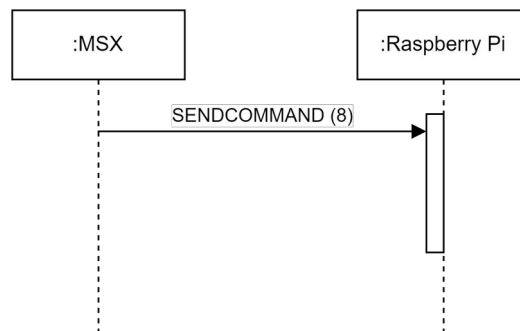 :MSX
:Raspberry Pi
SENDCOMMAND (8)